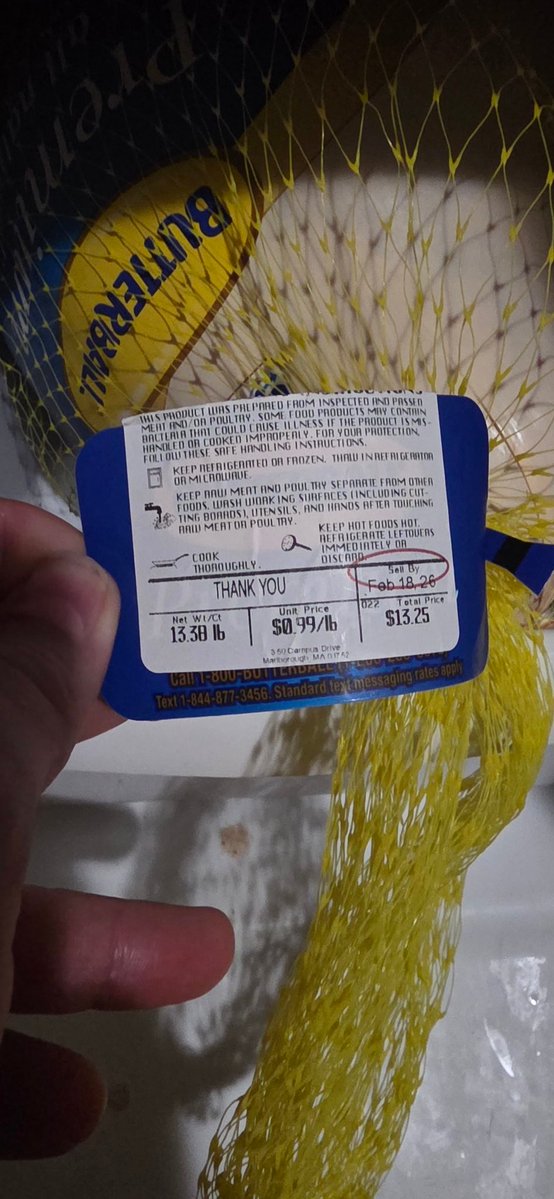 Premi
BUTTERBALL
THIS PRODUCT WAS PREPARED FROM INSPECTED AND PASSED
MEAT AND/OR POULTRY. SOME FOOD PRODUCTS MAY CONTAIN
BACTERIA THAT COULD CAUSE ILLNESS IF THE PRODUCT IS MIS-
HANDLED OR COOKED IMPROPERLY. FOR YOUR PROTECTION,
FOLLOW THESE SAFE HANDLING INSTRUCTIONS.
KEEP REFRIGERATED OR FROZEN. THAW IN REFRIGERATOR
OR MICROWAVE.
KEEP RAW MEAT AND POULTRY SEPARATE FROM OTHER
FOODS. WASH WORKING SURFACES (INCLUDING CUT-
TING BOARDS), UTENSILS, AND HANDS AFTER TOUCHING
RAW MEAT OR POULTRY.
KEEP HOT FOODS HOT.
REFRIGERATE LEFTOVERS
IMMEDIATELY OR
DISCARD.
COOK
THOROUGHLY.
Sell By
Feb 18, 26
THANK YOU
022
Net Wt/Ct
13.38 lb
Unit Price
$0.99/lb
Total Price
$13.25
350 Campus Drive
Marlborough MA 01752
Call 1-800-BUTTERBALL
Text 1-844-877-3456. Standard text messaging rates apply